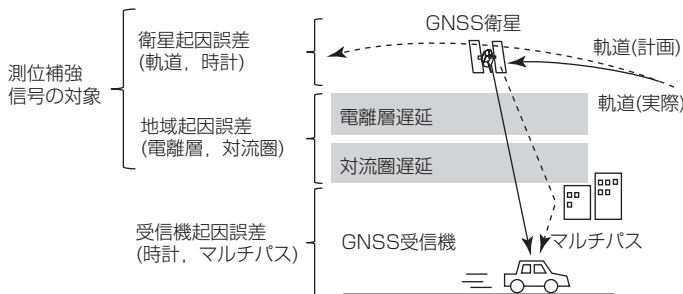 測位補強
信号の対象
衛星起因誤差
(軌道，時計)
地域起因誤差
(電離層，対流圏)
受信機起因誤差
(時計，マルチパス)
GNSS衛星
軌道(計画)
軌道(実際)
電離層遅延
対流圏遅延
GNSS受信機
マルチパス